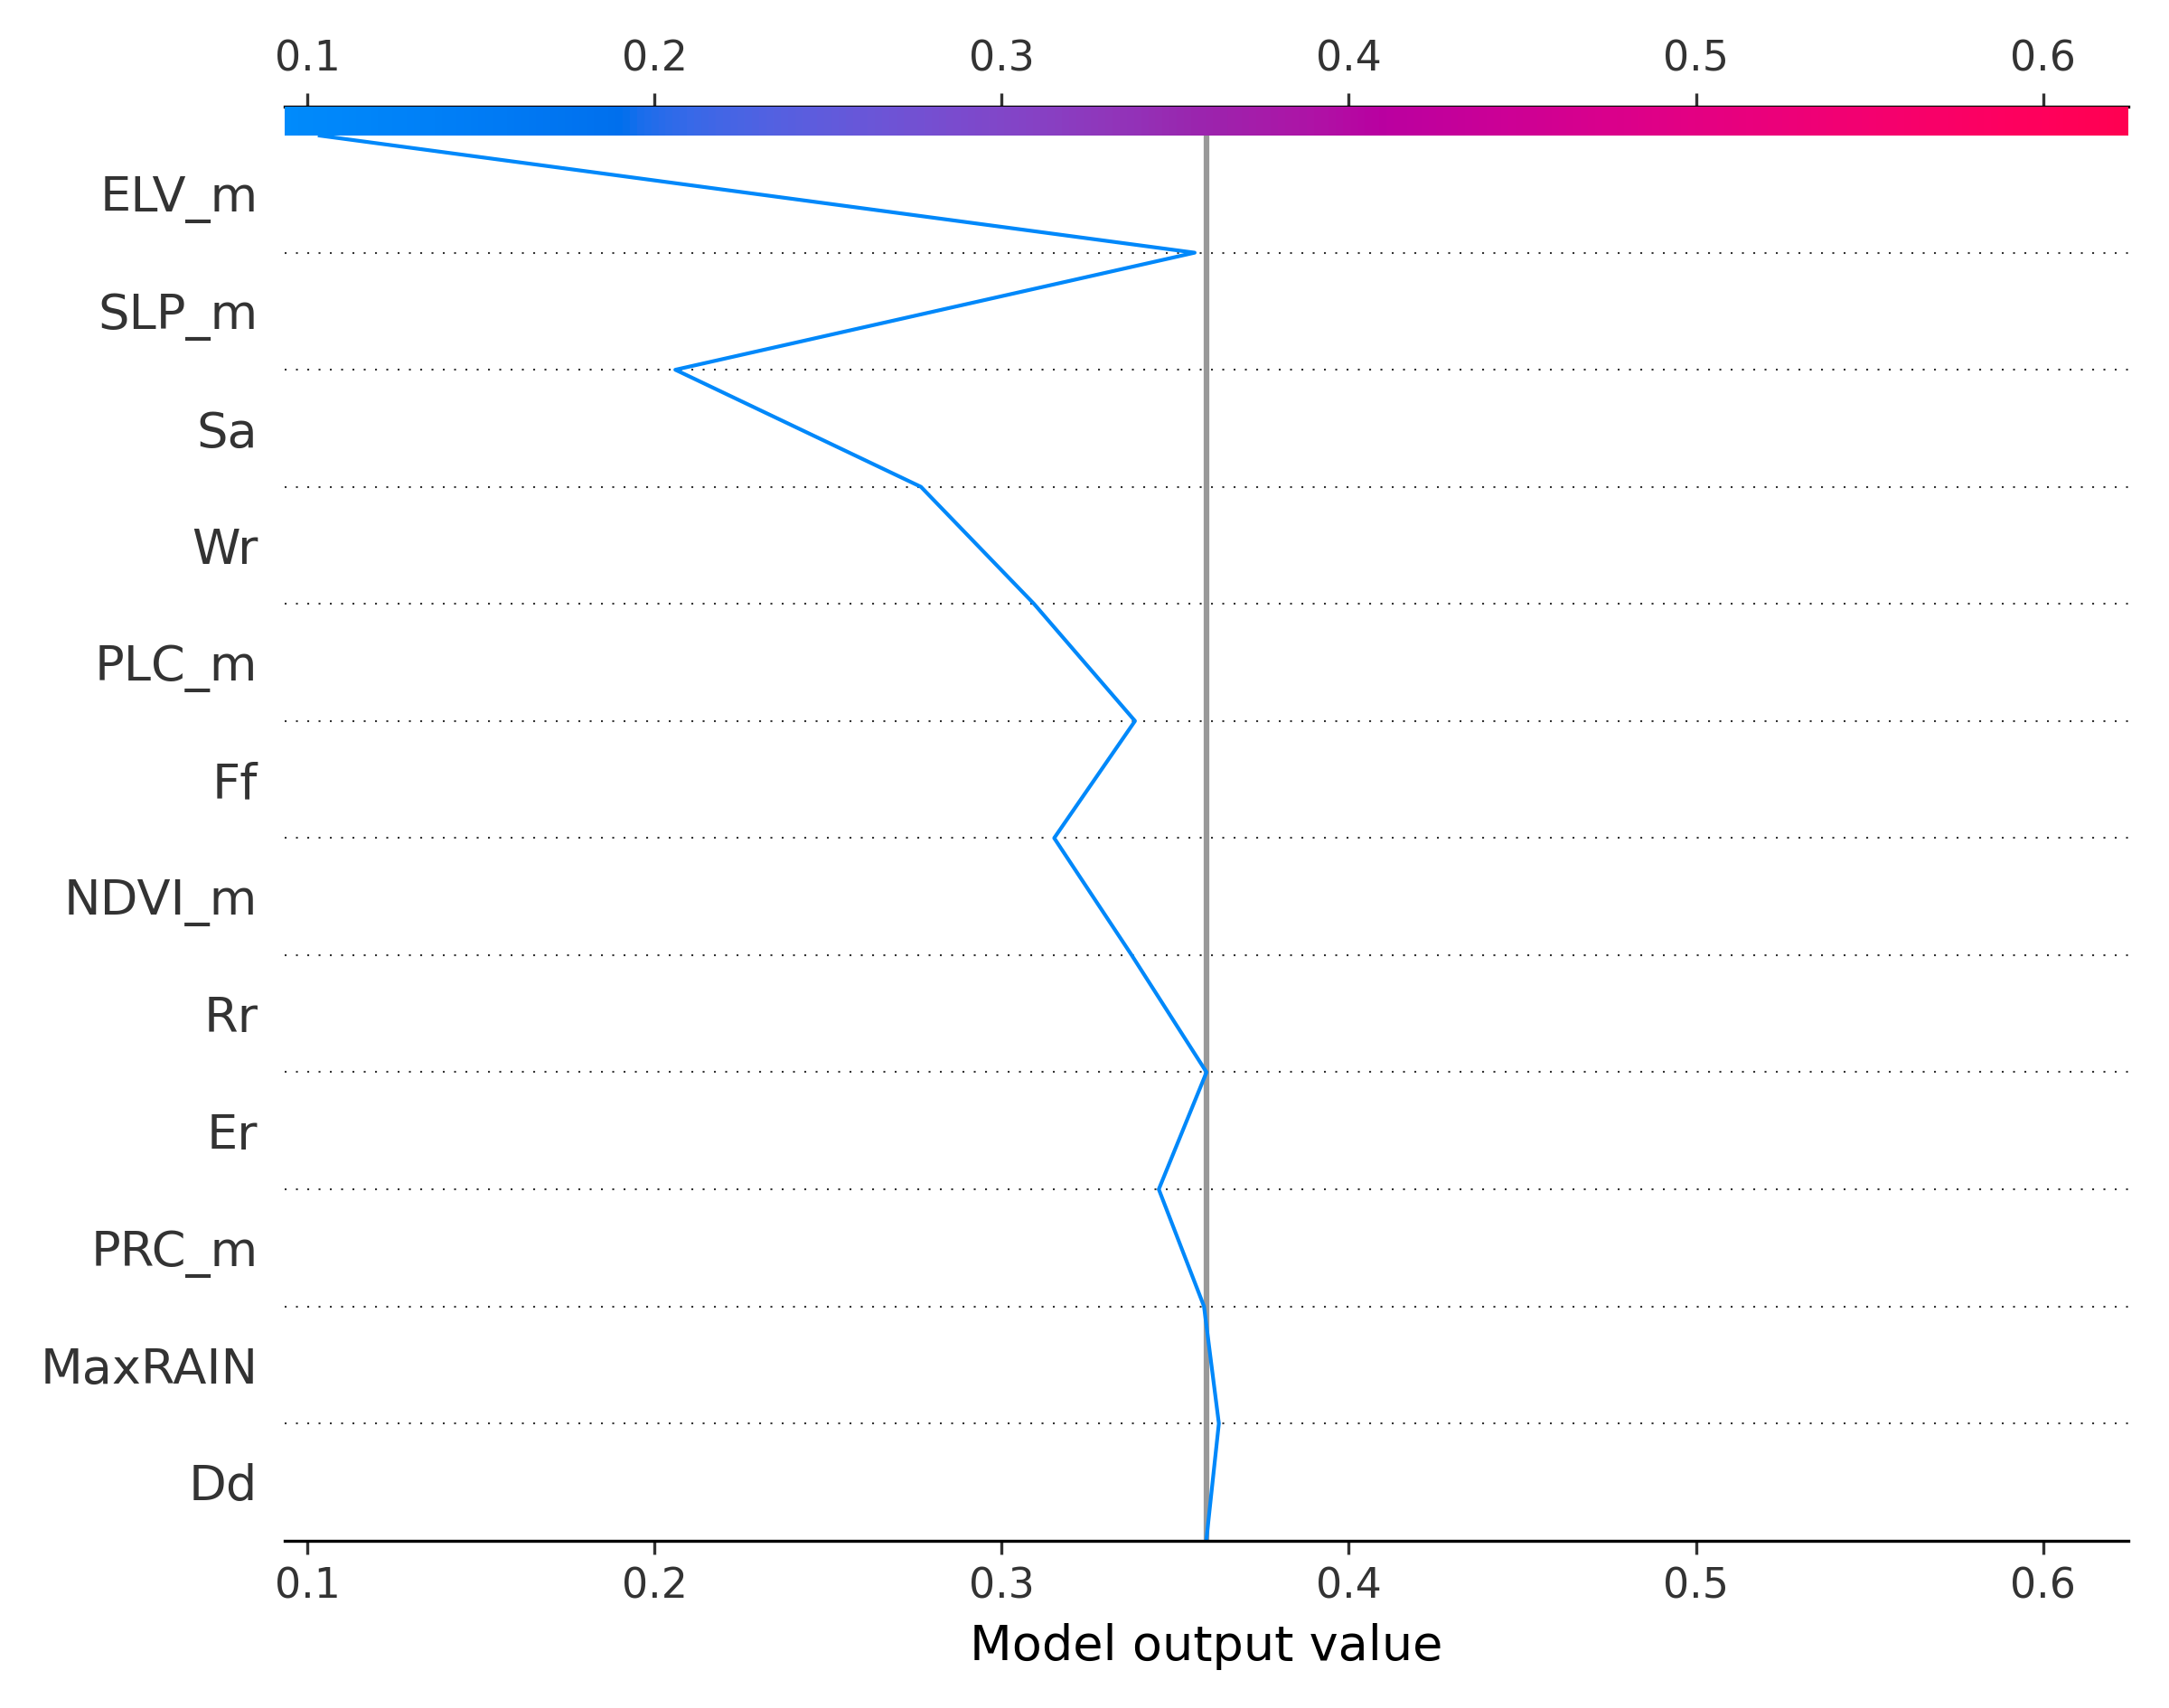 0.1 0.2 0.3 0.4 0.5 0.6
ELV_m
SLP_m
Sa
Wr
PLC_m
Ff
NDVI_m
Rr
Er
PRC_m
MaxRAIN
Dd
0.1 0.2 0.3 0.4 0.5 0.6
Model output value